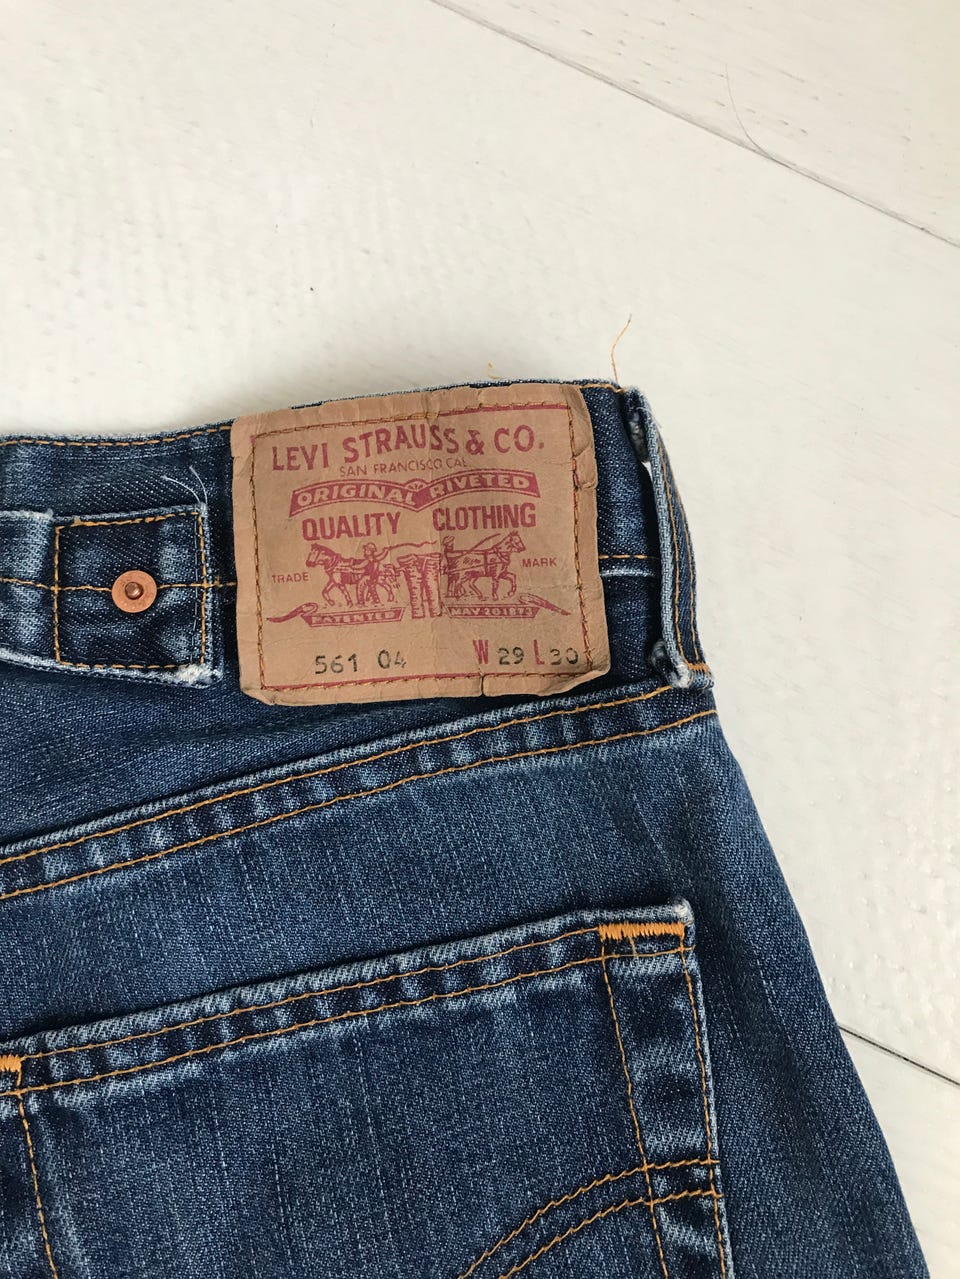 LEVI STRAUSS & CO.
SAN FRANCISCO CAL
ORIGINAL RIVETED
QUALITY CLOTHING
TRADE MARK
PATENTED MAY 20 1873
561 04 W 29 L 30